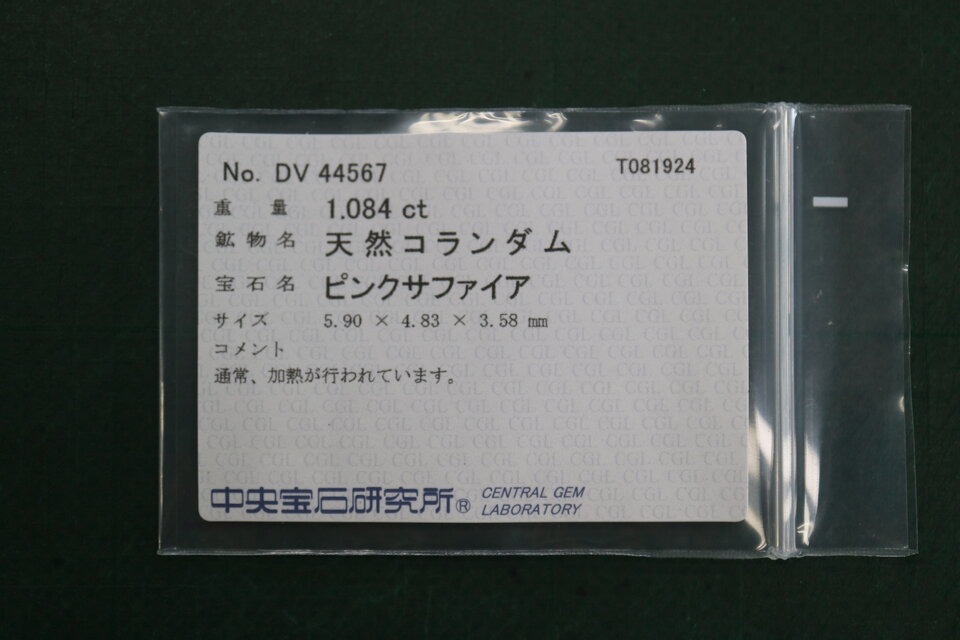 No. DV 44567 T081924
重量 1.084 ct
鉱物名 天然コランダム
宝石名 ピンクサファイア
サイズ 5.90 × 4.83 × 3.58 mm
コメント
通常、加熱が行われています。
中央宝石研究所® CENTRAL GEM
LABORATORY